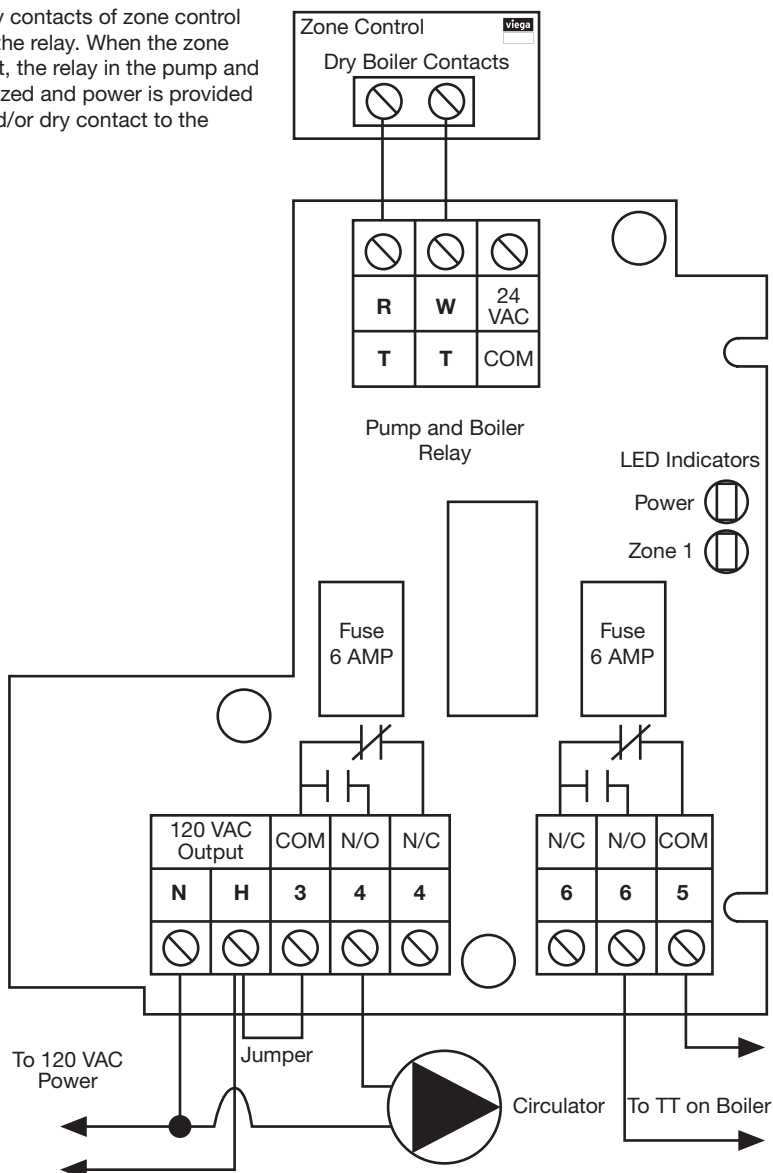 y contacts of zone control
the relay. When the zone
t, the relay in the pump and
ized and power is provided
d/or dry contact to the
Zone Control
viega
Dry Boiler Contacts
R W 24 VAC
T T COM
Pump and Boiler
Relay
LED Indicators
Power
Zone 1
Fuse
6 AMP
Fuse
6 AMP
120 VAC
Output
COM N/O N/C
N H 3 4 4
N/C N/O COM
6 6 5
Jumper
To 120 VAC
Power
Circulator
To TT on Boiler